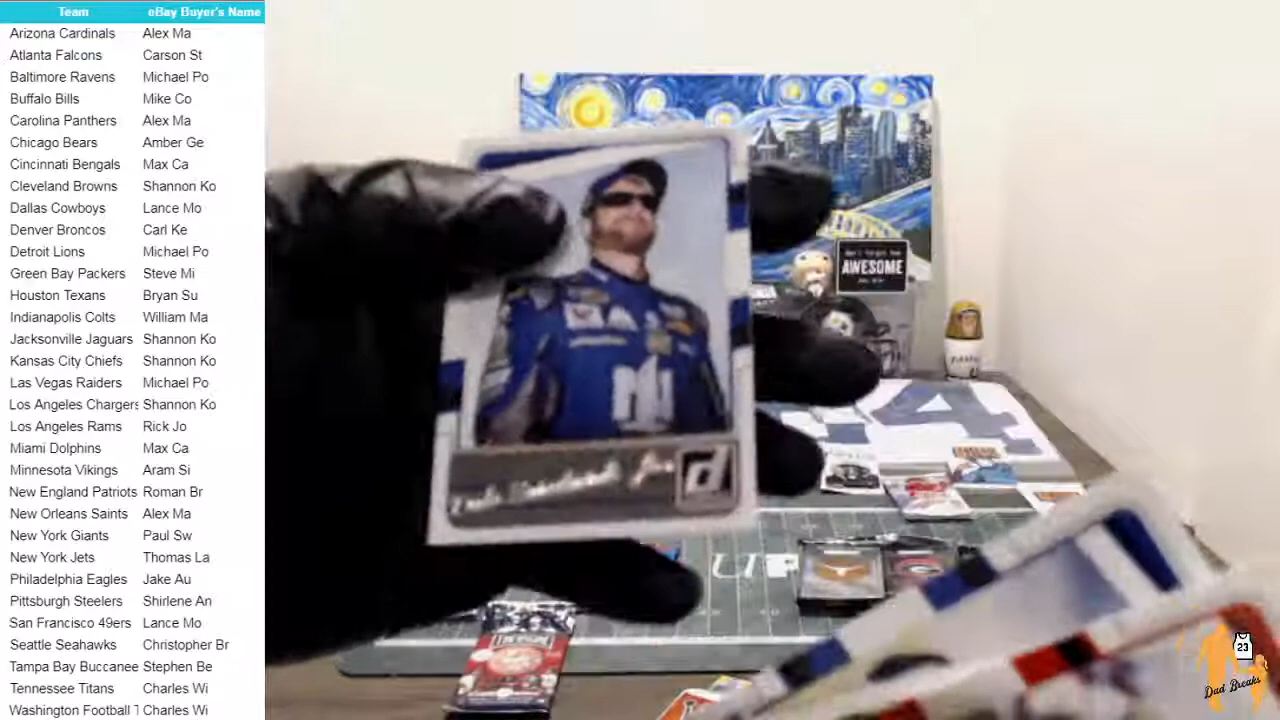 Team eBay Buyer's Name
Arizona Cardinals Alex Ma
Atlanta Falcons Carson St
Baltimore Ravens Michael Po
Buffalo Bills Mike Co
Carolina Panthers Alex Ma
Chicago Bears Amber Ge
Cincinnati Bengals Max Ca
Cleveland Browns Shannon Ko
Dallas Cowboys Lance Mo
Denver Broncos Carl Ke
Detroit Lions Michael Po
Green Bay Packers Steve Mi
Houston Texans Bryan Su
Indianapolis Colts William Ma
Jacksonville Jaguars Shannon Ko
Kansas City Chiefs Shannon Ko
Las Vegas Raiders Michael Po
Los Angeles Chargers Shannon Ko
Los Angeles Rams Rick Jo
Miami Dolphins Max Ca
Minnesota Vikings Aram Si
New England Patriots Roman Br
New Orleans Saints Alex Ma
New York Giants Paul Sw
New York Jets Thomas La
Philadelphia Eagles Jake Au
Pittsburgh Steelers Shirlene An
San Francisco 49ers Lance Mo
Seattle Seahawks Christopher Br
Tampa Bay Buccanee Stephen Be
Tennessee Titans Charles Wi
Washington Football T Charles Wi
AWESOME
d
4
23
Dad Breaks